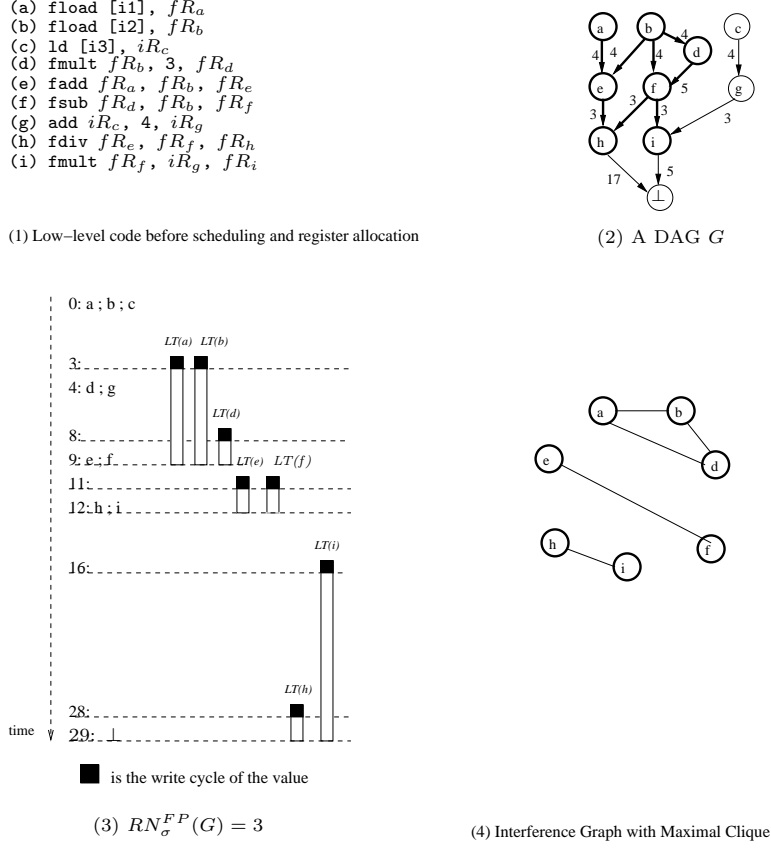 (a) fload [i1], fR_a
(b) fload [i2], fR_b
(c) ld [i3], iR_c
(d) fmult fR_b, 3, fR_d
(e) fadd fR_a, fR_b, fR_e
(f) fsub fR_d, fR_b, fR_f
(g) add iR_c, 4, iR_g
(h) fdiv fR_e, fR_f, fR_h
(i) fmult fR_f, iR_g, fR_i
(1) Low–level code before scheduling and register allocation
a b c
4
d
4 4 4 4
e f 5 g
3 3 3 3
h i
17 5
⊥
(2) A DAG G
0: a ; b ; c
LT(a) LT(b)
3:
4: d ; g
LT(d)
8:
9: e ; f
LT(e) LT(f)
11:
12: h ; i
LT(i)
16:
LT(h)
28:
time
29: ⊥
is the write cycle of the value
(3) RN_σ^{FP}(G) = 3
a b
e d
h f
i
(4) Interference Graph with Maximal Clique